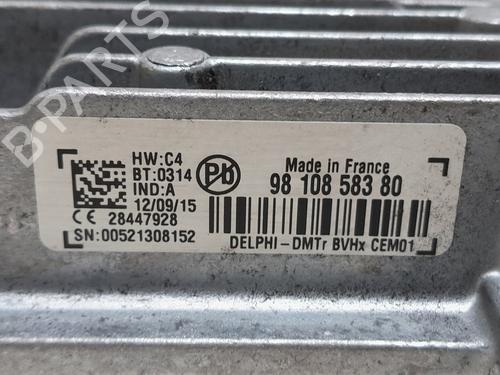 B-PARTS
HW:C4
BT:0314
IND:A
12/09/15
CE 28447928
SN:00521308152
Pb
Made in France
98 108 583 80
DELPHI-DMTr BVHx CEM01